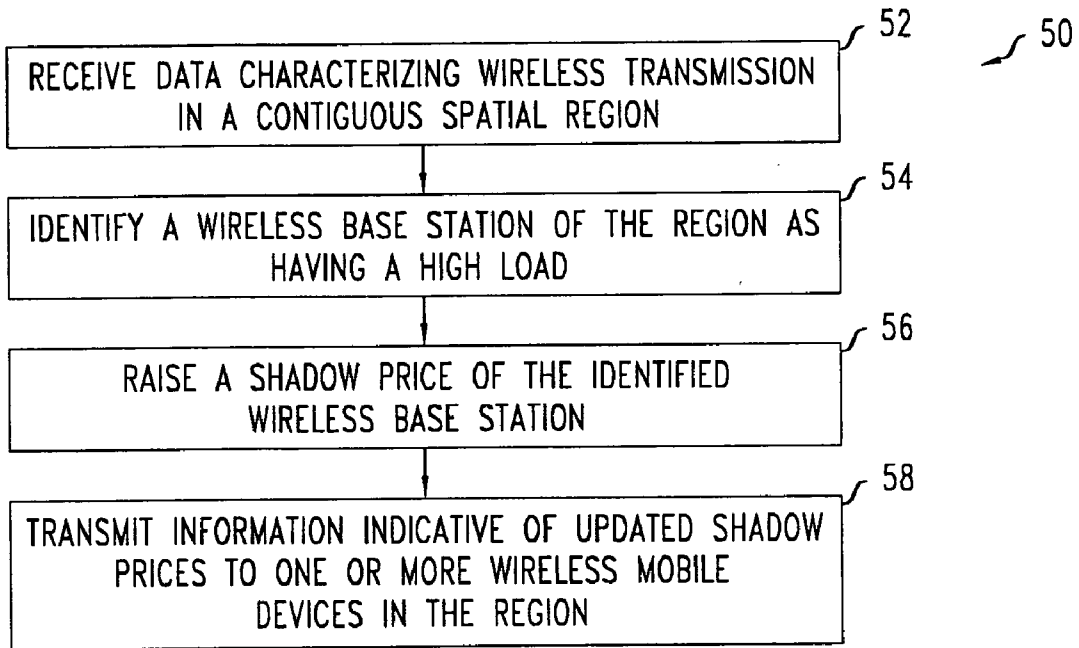 50
52
RECEIVE DATA CHARACTERIZING WIRELESS TRANSMISSION
IN A CONTIGUOUS SPATIAL REGION
54
IDENTIFY A WIRELESS BASE STATION OF THE REGION AS
HAVING A HIGH LOAD
56
RAISE A SHADOW PRICE OF THE IDENTIFIED
WIRELESS BASE STATION
58
TRANSMIT INFORMATION INDICATIVE OF UPDATED SHADOW
PRICES TO ONE OR MORE WIRELESS MOBILE
DEVICES IN THE REGION